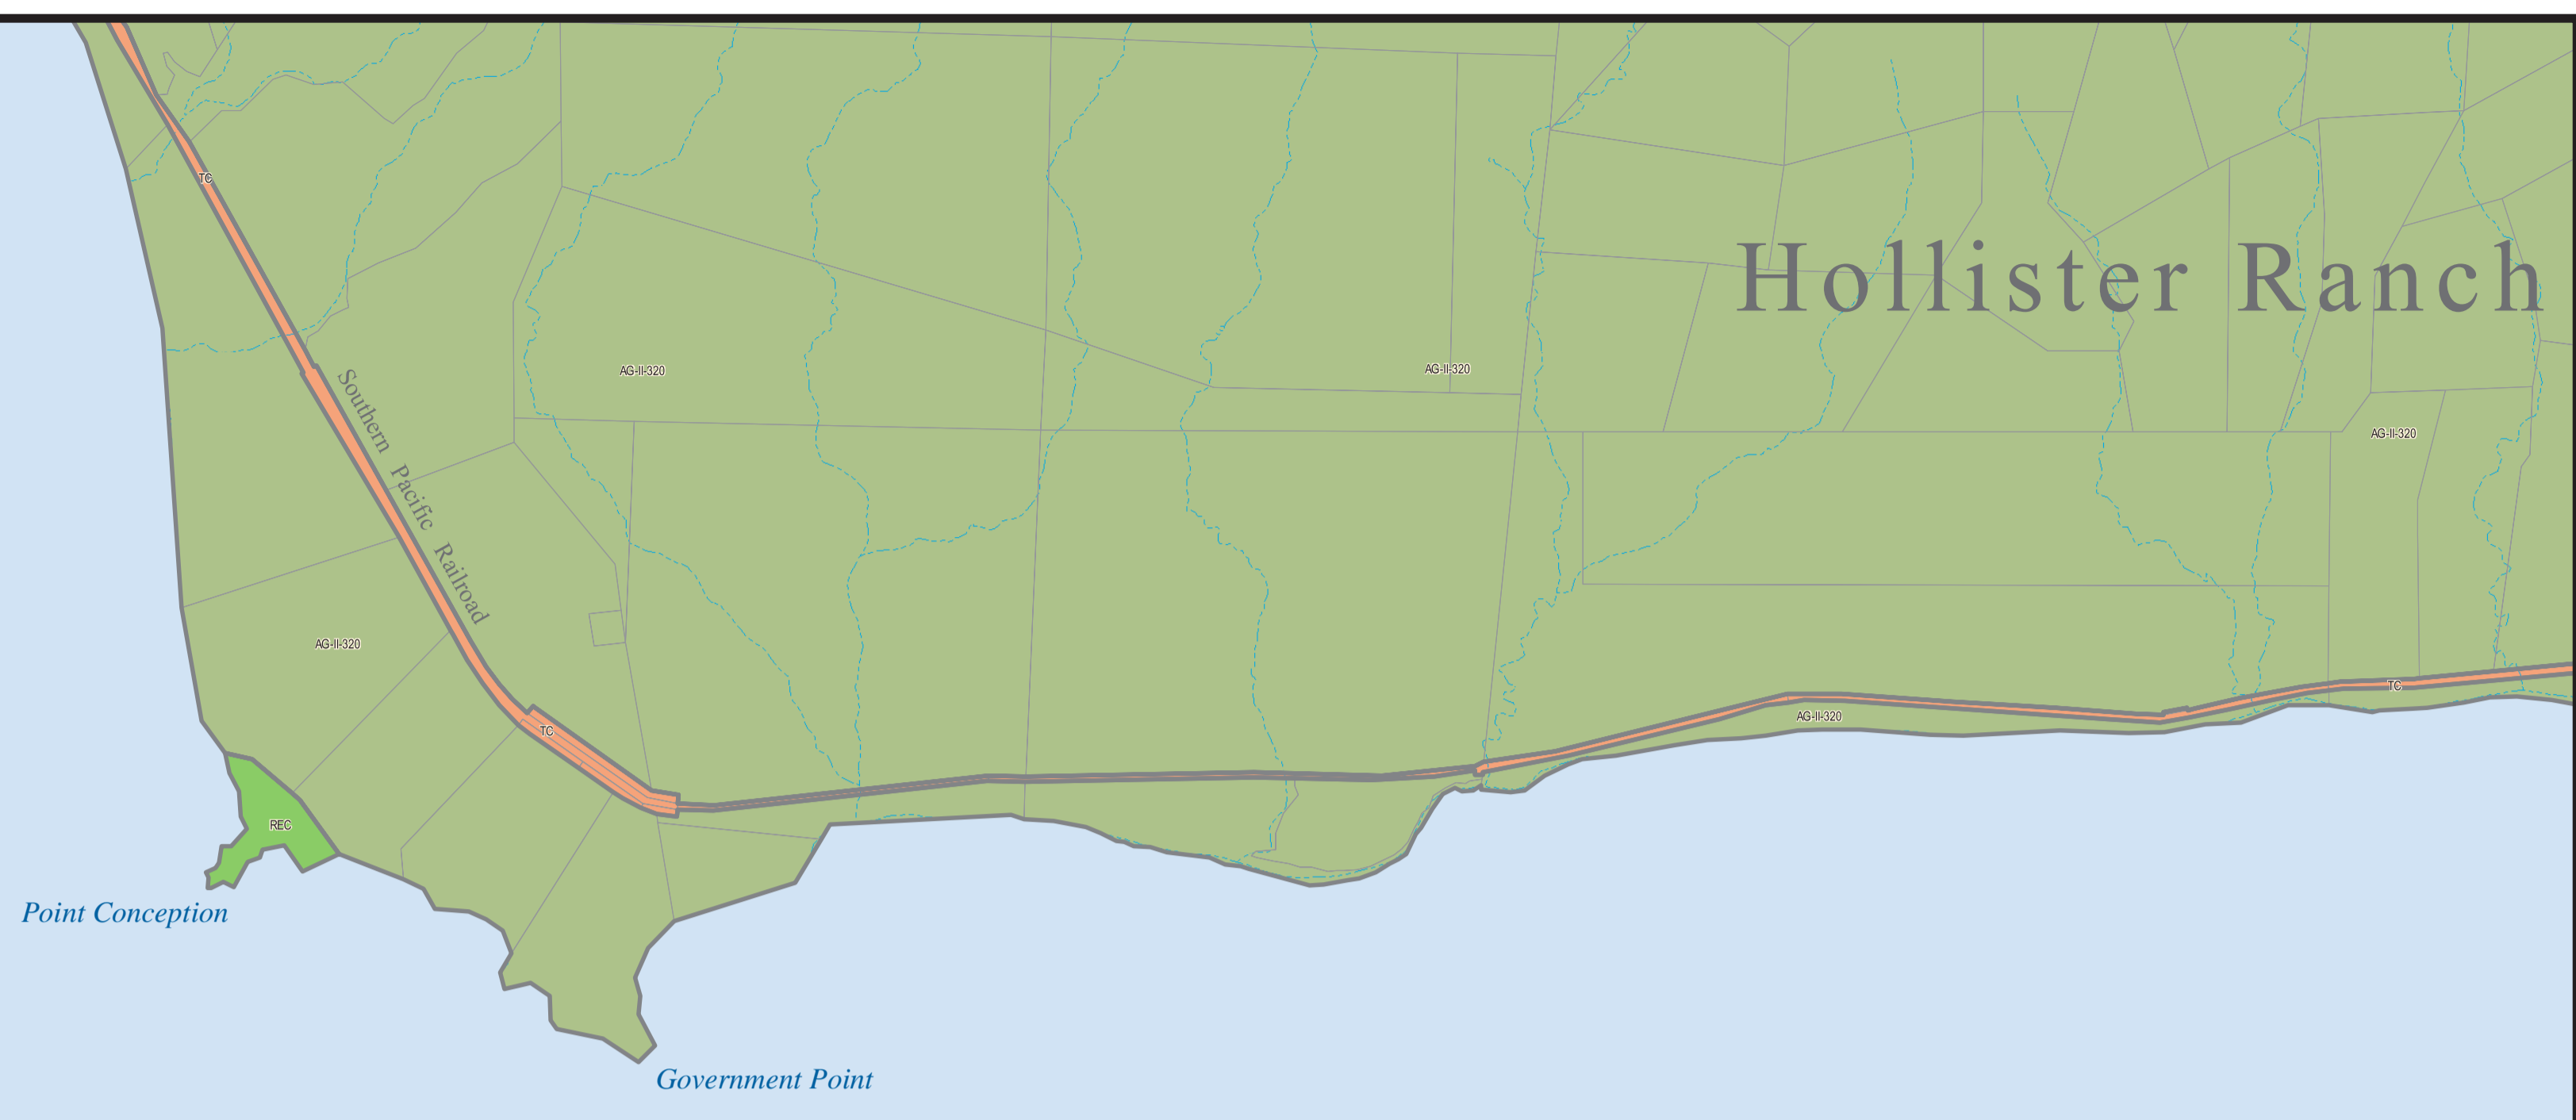 TC
Hollister Ranch
Southern Pacific Railroad
AG-II-320
AG-II-320
AG-II-320
AG-II-320
TC
AG-II-320
TC
REC
Point Conception
Government Point